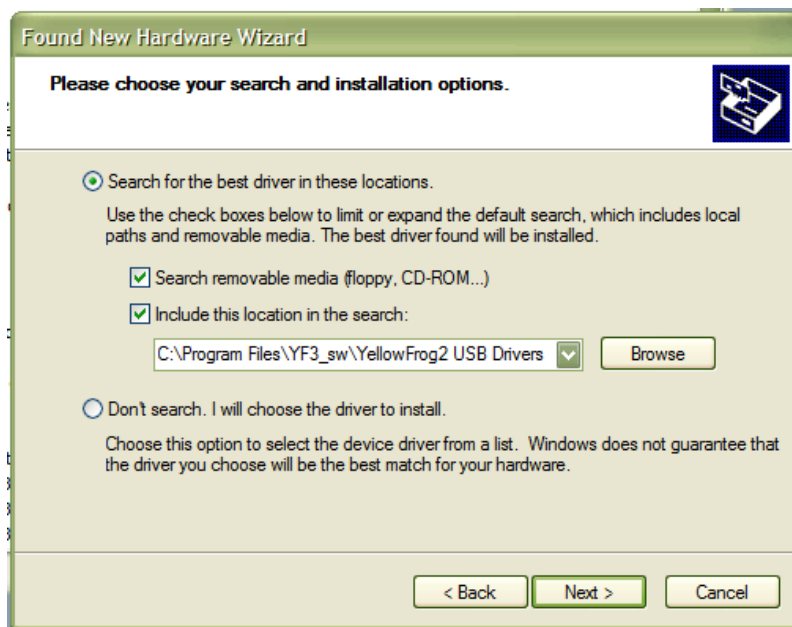 Found New Hardware Wizard
Please choose your search and installation options.
Search for the best driver in these locations.
Use the check boxes below to limit or expand the default search, which includes local
paths and removable media. The best driver found will be installed.
Search removable media (floppy, CD-ROM...)
Include this location in the search:
C:\Program Files\YF3_sw\YellowFrog2 USB Drivers
Browse
Don't search. I will choose the driver to install.
Choose this option to select the device driver from a list. Windows does not guarantee that
the driver you choose will be the best match for your hardware.
< Back Next > Cancel